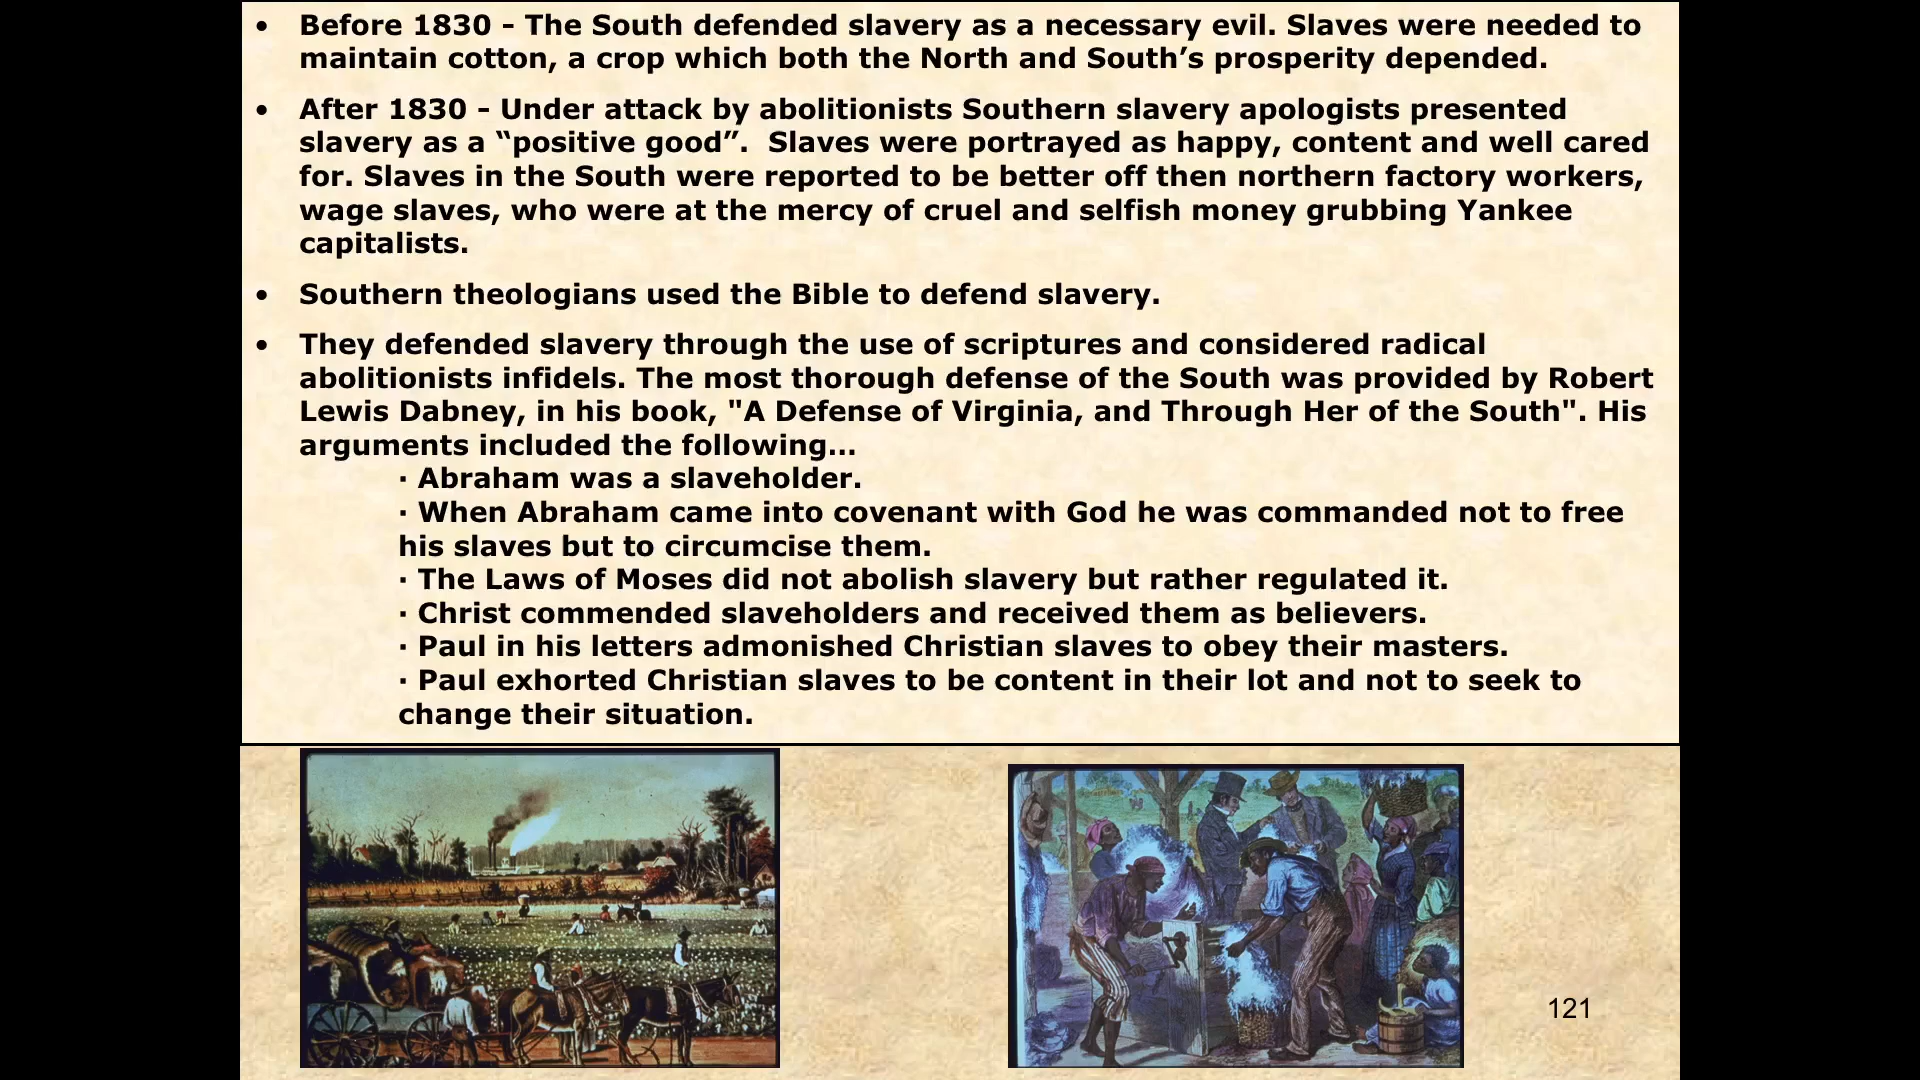 • Before 1830 - The South defended slavery as a necessary evil. Slaves were needed to
maintain cotton, a crop which both the North and South’s prosperity depended.
• After 1830 - Under attack by abolitionists Southern slavery apologists presented
slavery as a “positive good”.  Slaves were portrayed as happy, content and well cared
for. Slaves in the South were reported to be better off then northern factory workers,
wage slaves, who were at the mercy of cruel and selfish money grubbing Yankee
capitalists.
• Southern theologians used the Bible to defend slavery.
• They defended slavery through the use of scriptures and considered radical
abolitionists infidels. The most thorough defense of the South was provided by Robert
Lewis Dabney, in his book, "A Defense of Virginia, and Through Her of the South". His
arguments included the following…
· Abraham was a slaveholder.
· When Abraham came into covenant with God he was commanded not to free
his slaves but to circumcise them.
· The Laws of Moses did not abolish slavery but rather regulated it.
· Christ commended slaveholders and received them as believers.
· Paul in his letters admonished Christian slaves to obey their masters.
· Paul exhorted Christian slaves to be content in their lot and not to seek to
change their situation.
121